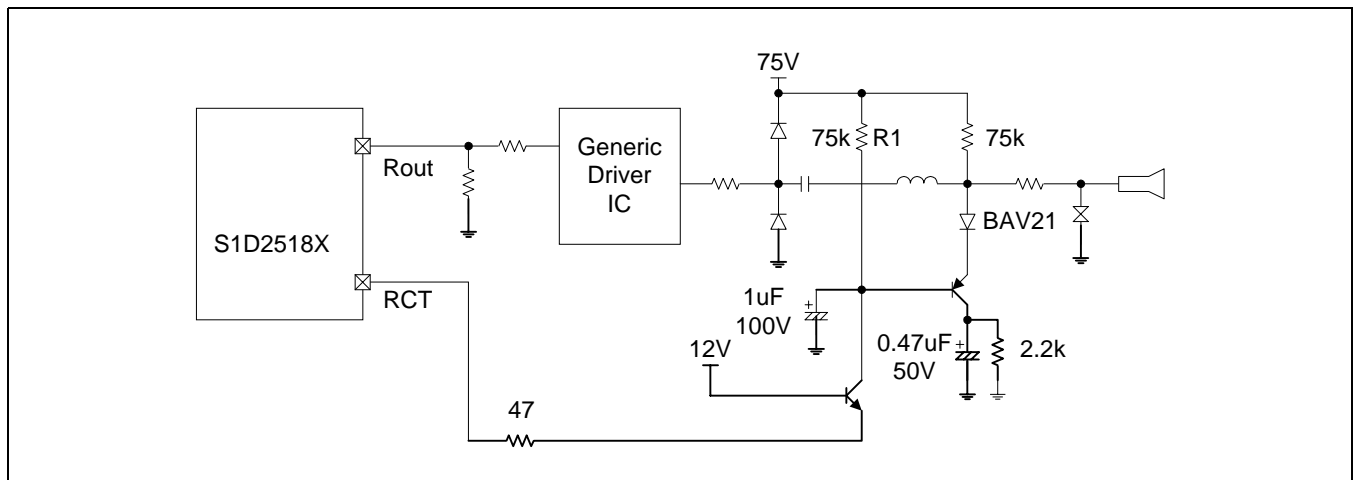 75V
75k R1
75k
Rout
Generic
Driver
IC
BAV21
S1D2518X
RCT
1uF
100V
+
0.47uF
50V
+
2.2k
12V
47